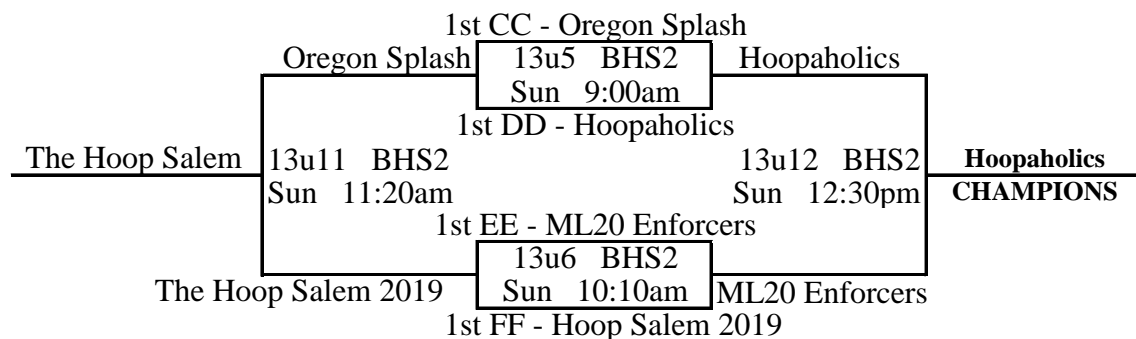 1st CC - Oregon Splash
Oregon Splash 13u5 BHS2 Hoopaholics
Sun 9:00am
1st DD - Hoopaholics
The Hoop Salem 13u11 BHS2 13u12 BHS2 Hoopaholics
Sun 11:20am Sun 12:30pm CHAMPIONS
1st EE - ML20 Enforcers
13u6 BHS2
The Hoop Salem 2019 Sun 10:10am ML20 Enforcers
1st FF - Hoop Salem 2019